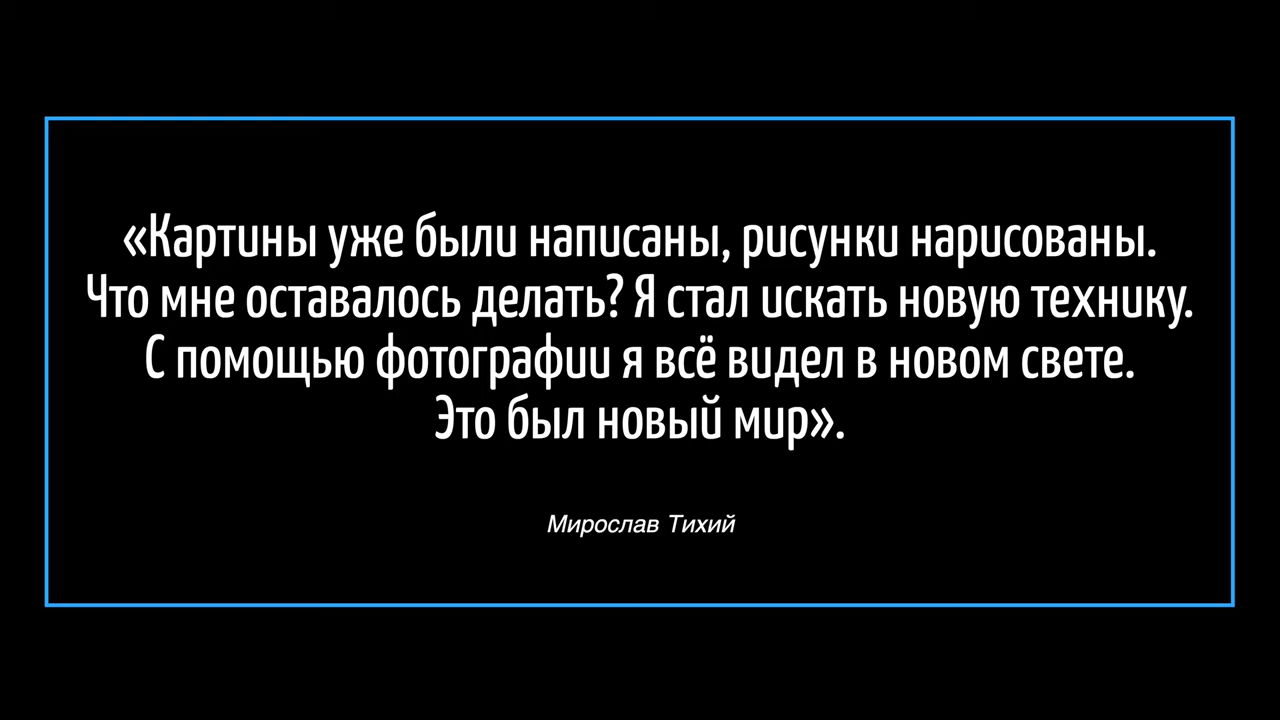 «Картины уже были написаны, рисунки нарисованы.
Что мне оставалось делать? Я стал искать новую технику.
С помощью фотографии я всё видел в новом свете.
Это был новый мир».
Мирослав Тихий